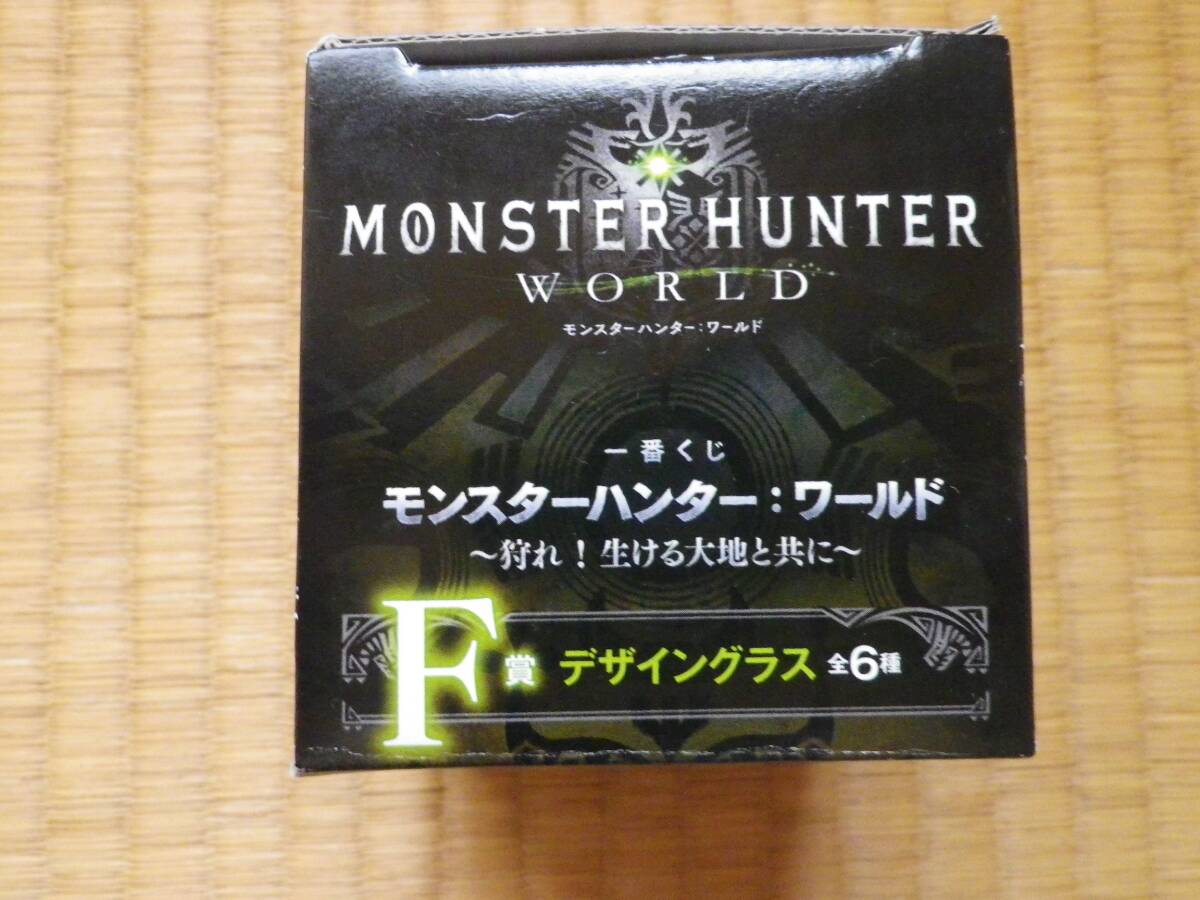 MONSTER HUNTER
WORLD
モンスターハンター:ワールド
一番くじ
モンスターハンター:ワールド
~狩れ!生ける大地と共に~
F賞 デザイングラス 全6種